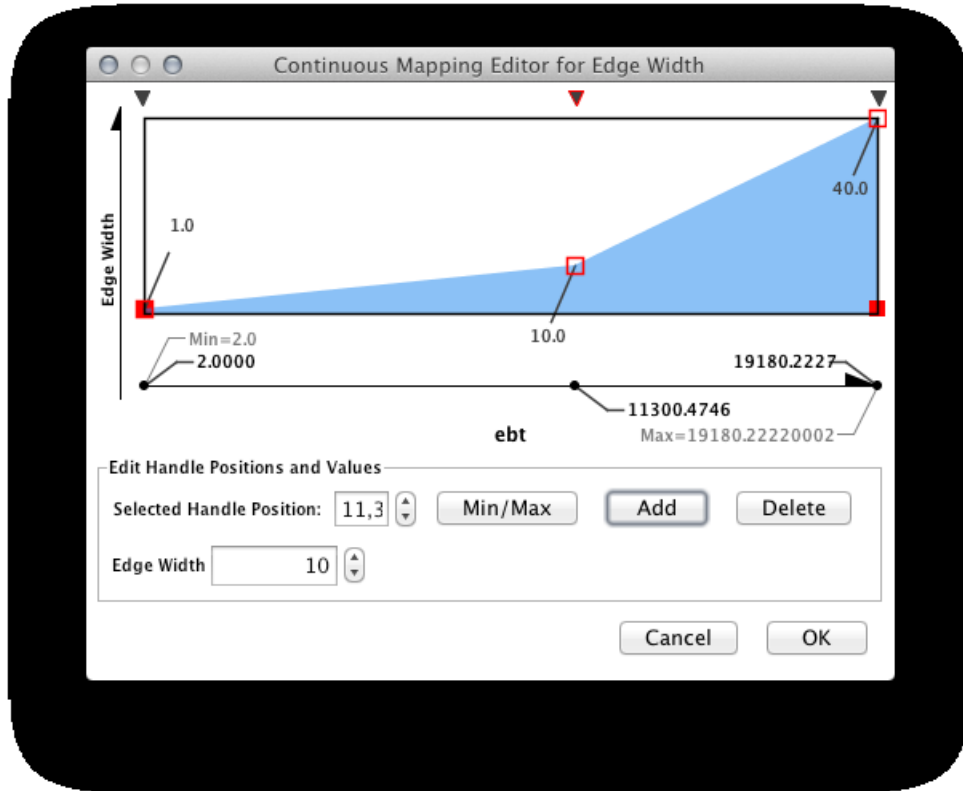 Continuous Mapping Editor for Edge Width
Edge Width
1.0
40.0
10.0
Min=2.0
2.0000
19180.2227
11300.4746
ebt
Max=19180.22220002
Edit Handle Positions and Values
Selected Handle Position: 11,3 Min/Max Add Delete
Edge Width 10
Cancel OK